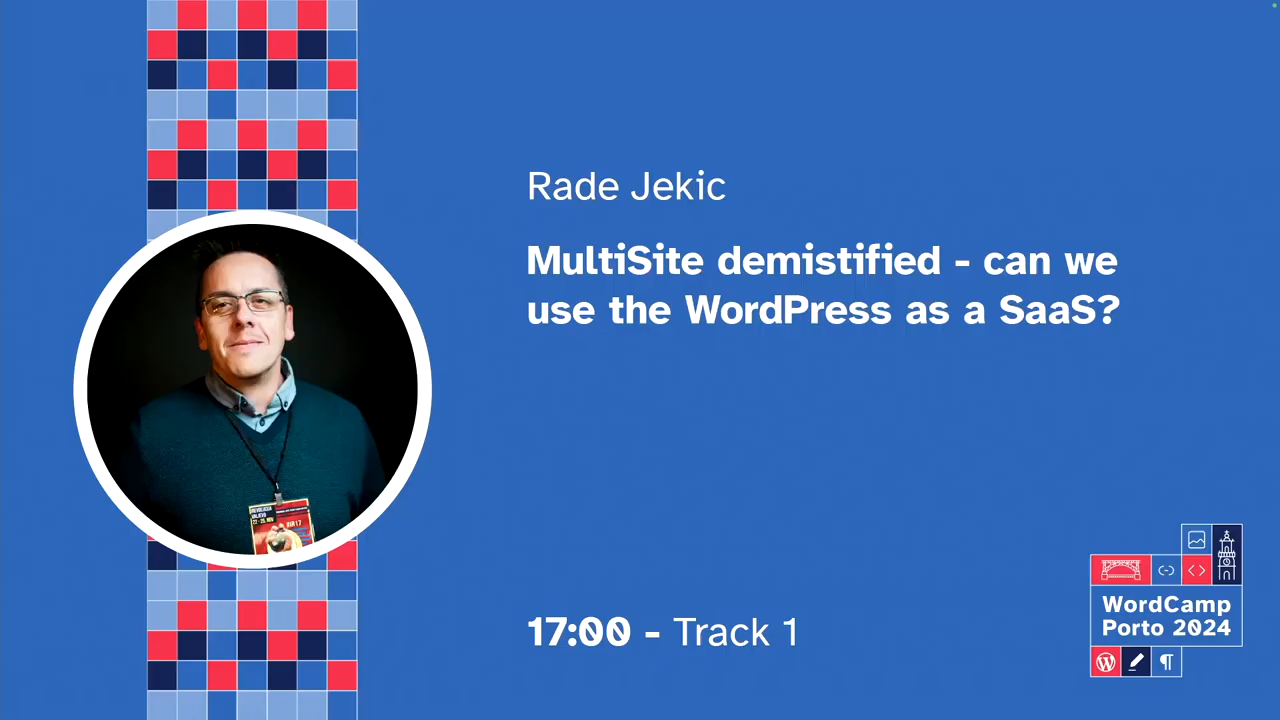 Rade Jekic
MultiSite demistified - can we
use the WordPress as a SaaS?
17:00 - Track 1
WordCamp
Porto 2024